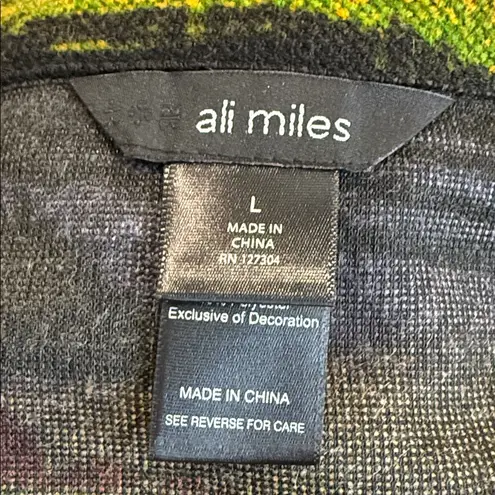 ali miles
L
MADE IN
CHINA
RN 127304
Exclusive of Decoration
MADE IN CHINA
SEE REVERSE FOR CARE